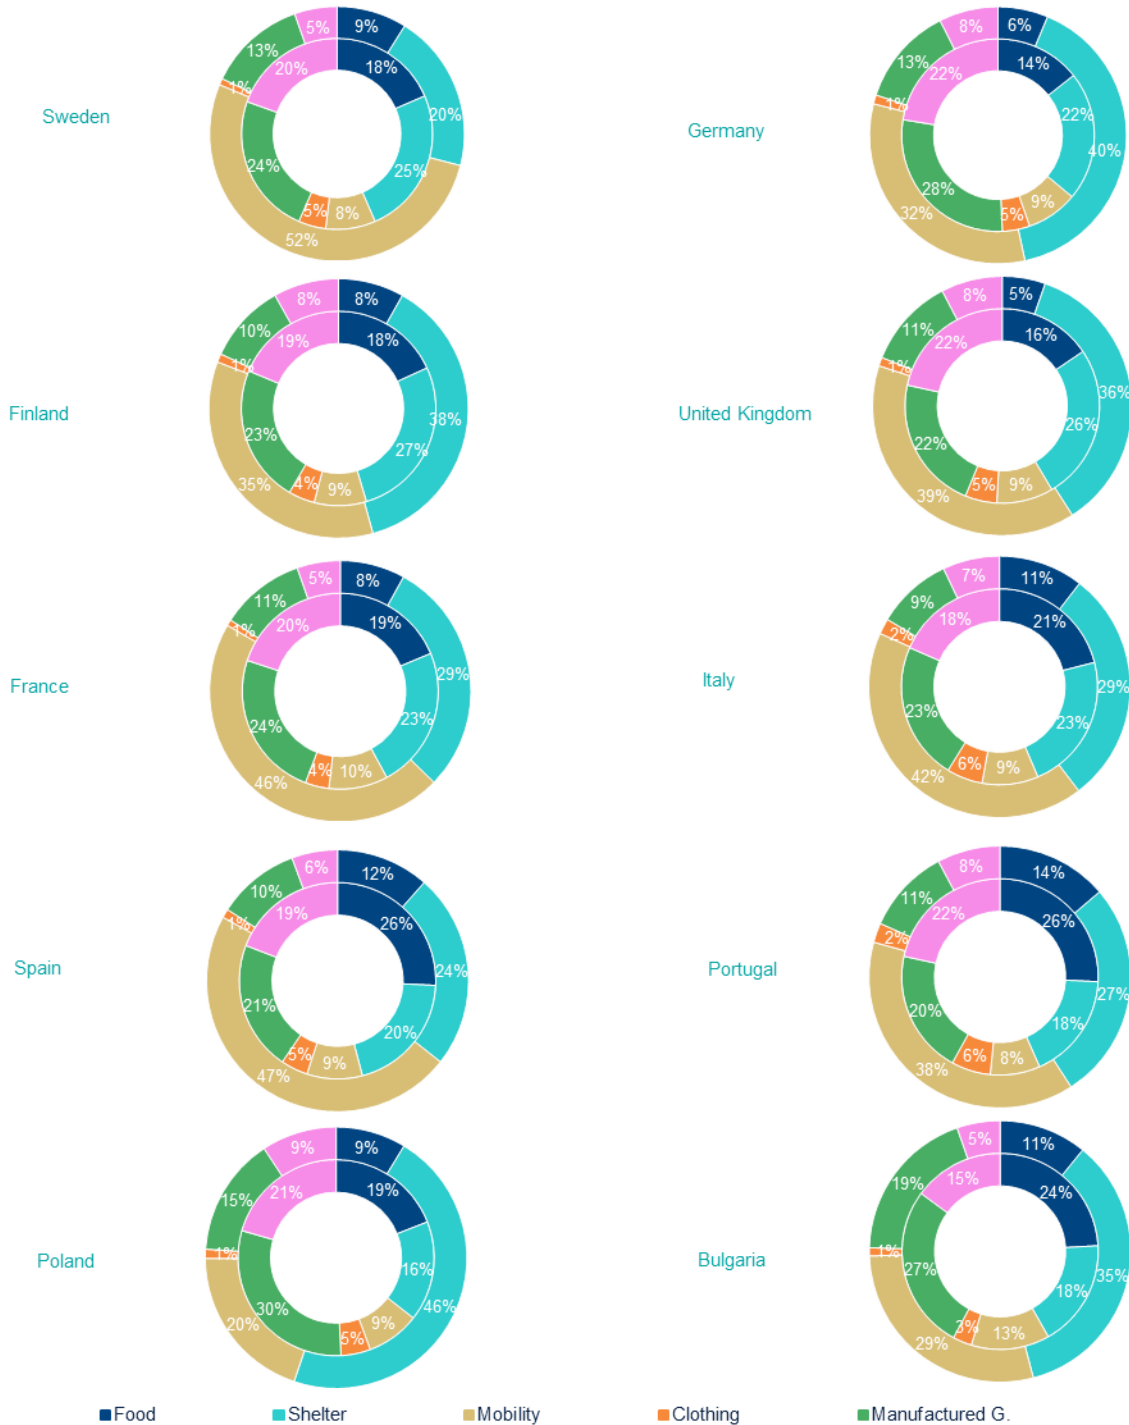 5% 9% 8% 6%
13% 20% 18% 13% 22% 14%
1% 20% 1% 22%
Sweden Germany 40%
24% 25% 28%
5% 8% 32% 5% 9%
52%
8% 8% 8% 5%
10% 19% 18% 11% 22% 16%
1% 1% 36%
Finland 38% United Kingdom 26%
23% 27% 22%
35% 4% 9% 39% 5% 9%
5% 8% 7% 11%
11% 20% 19% 9% 18% 21%
1% 29% 2%
France Italy 29%
24% 23% 23% 23%
46% 4% 10% 42% 6% 9%
6% 12% 8% 14%
10% 19% 26% 11% 22% 26%
1% 2%
Spain 24% Portugal 27%
21% 20% 20% 18%
47% 5% 9% 38% 6% 8%
9% 9% 5% 11%
15% 21% 19% 19% 15% 24%
1% 1%
Poland 16% Bulgaria 35%
30% 46% 27% 18%
20% 5% 9% 29% 3% 13%
Food Shelter Mobility Clothing Manufactured G.